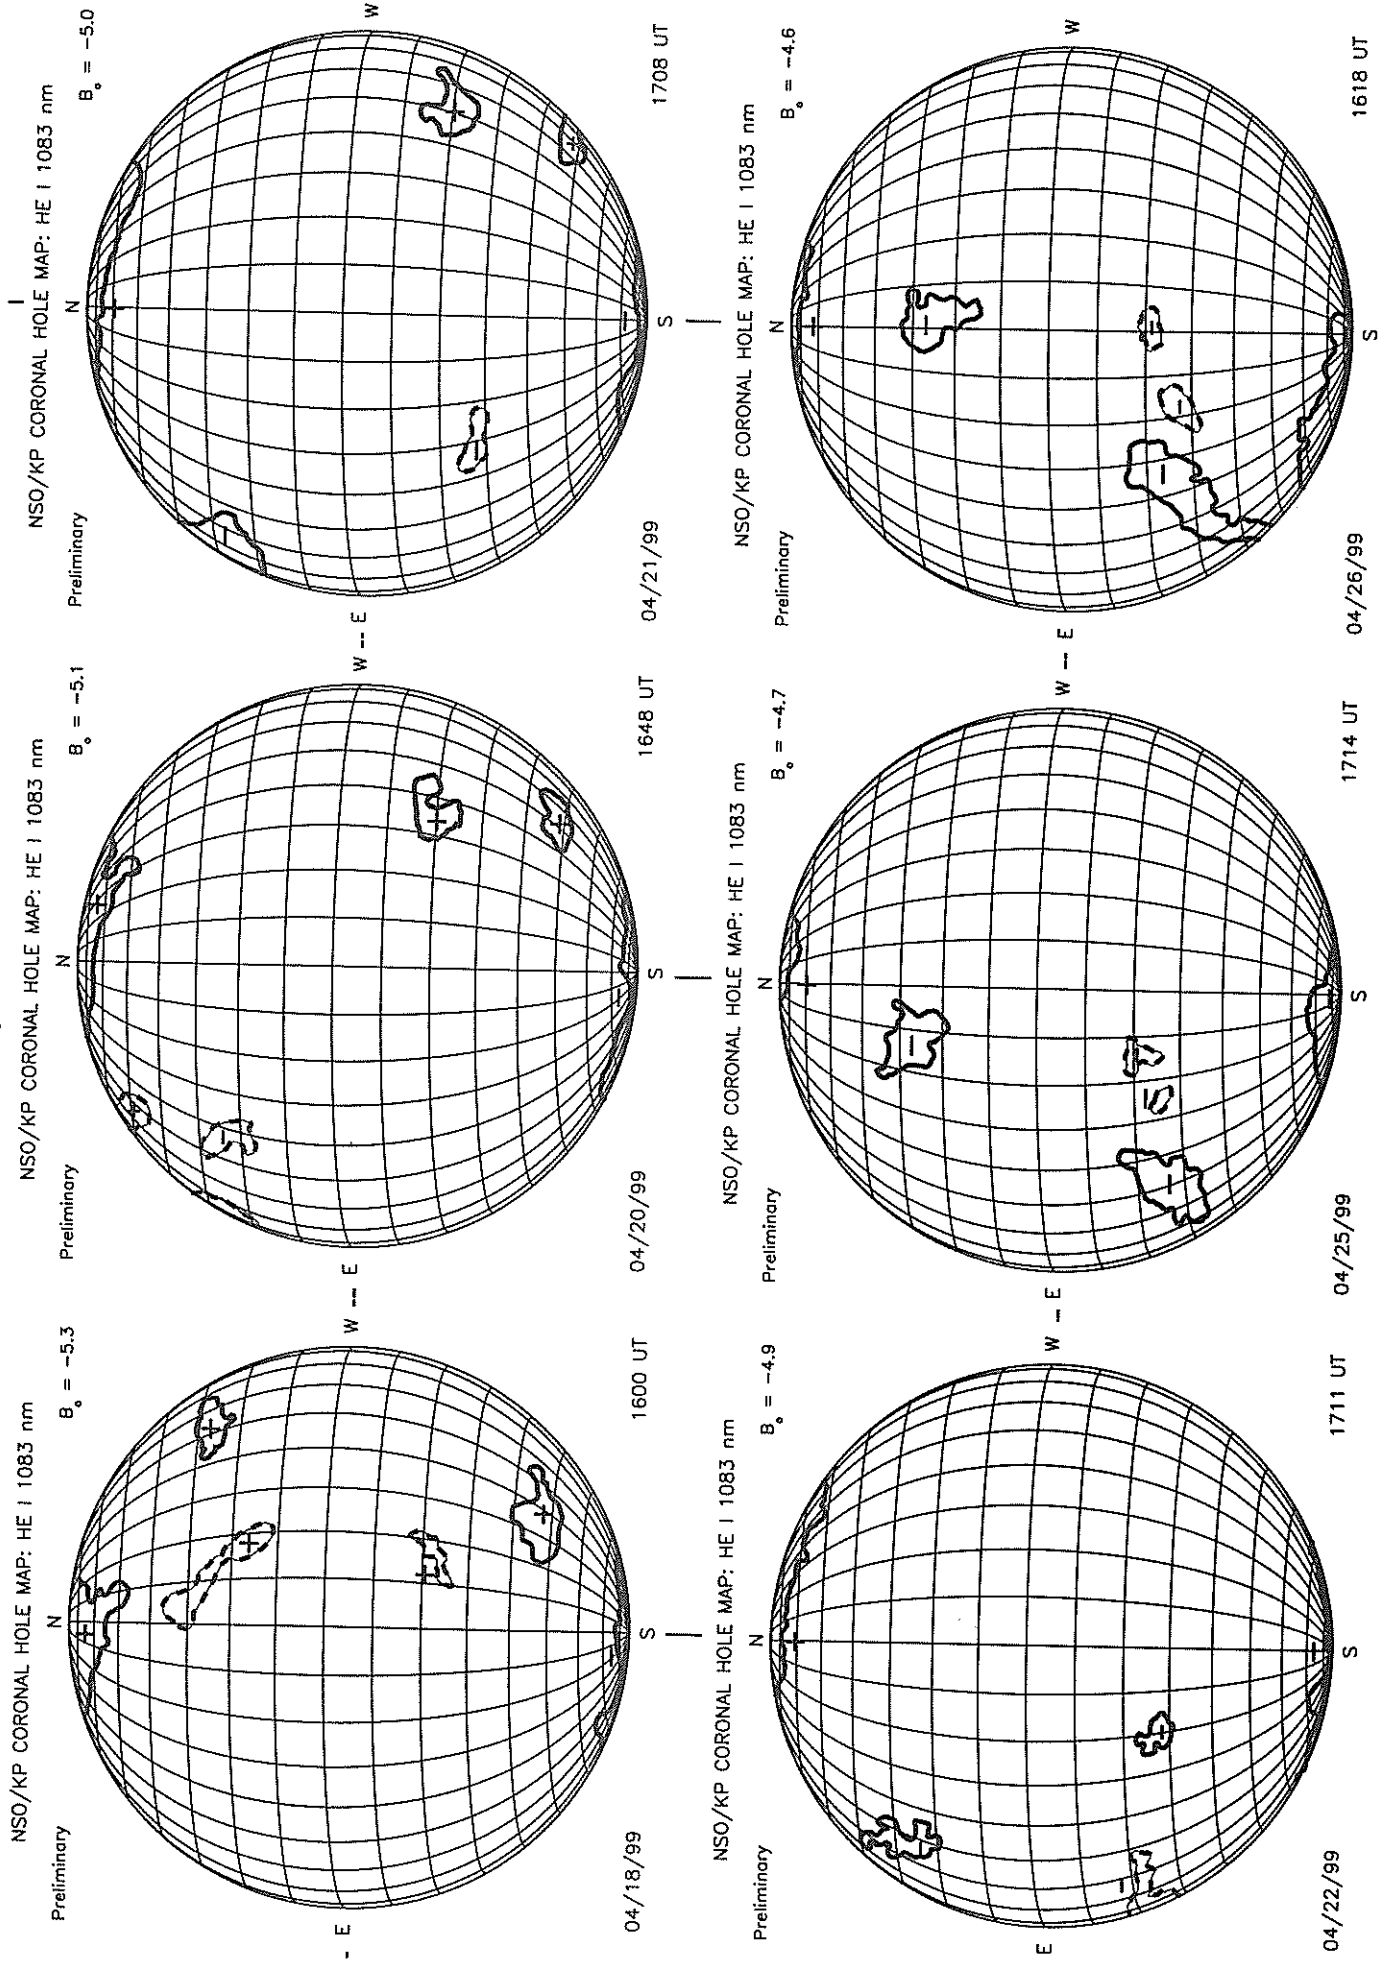 NSO/KP CORONAL HOLE MAP: HE I 1083 nm
Preliminary
B₀ = -5.3
N
- E
W
S
04/18/99
1600 UT
NSO/KP CORONAL HOLE MAP: HE I 1083 nm
Preliminary
B₀ = -5.1
N
-- E
W
S
04/20/99
1648 UT
NSO/KP CORONAL HOLE MAP: HE I 1083 nm
Preliminary
B₀ = -5.0
N
-- E
W
S
04/21/99
1708 UT
NSO/KP CORONAL HOLE MAP: HE I 1083 nm
Preliminary
B₀ = -4.9
N
E
W
S
04/22/99
1711 UT
NSO/KP CORONAL HOLE MAP: HE I 1083 nm
Preliminary
B₀ = -4.7
N
- E
W
S
04/25/99
1714 UT
NSO/KP CORONAL HOLE MAP: HE I 1083 nm
Preliminary
B₀ = -4.6
N
-- E
W
S
04/26/99
1618 UT